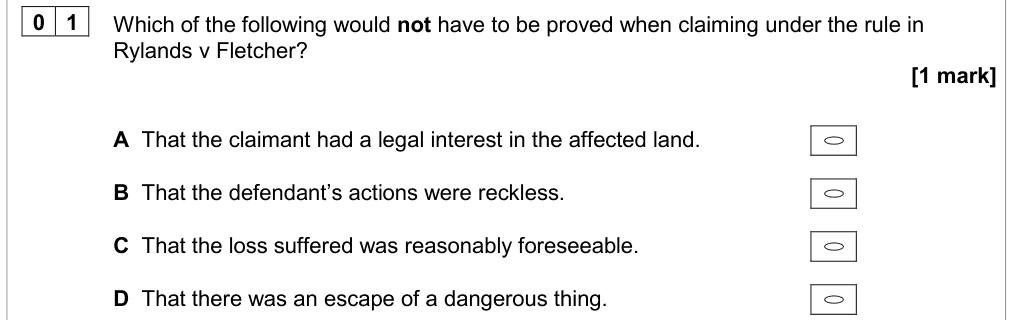 0 1 Which of the following would not have to be proved when claiming under the rule in
Rylands v Fletcher?
[1 mark]
A That the claimant had a legal interest in the affected land.
B That the defendant’s actions were reckless.
C That the loss suffered was reasonably foreseeable.
D That there was an escape of a dangerous thing.